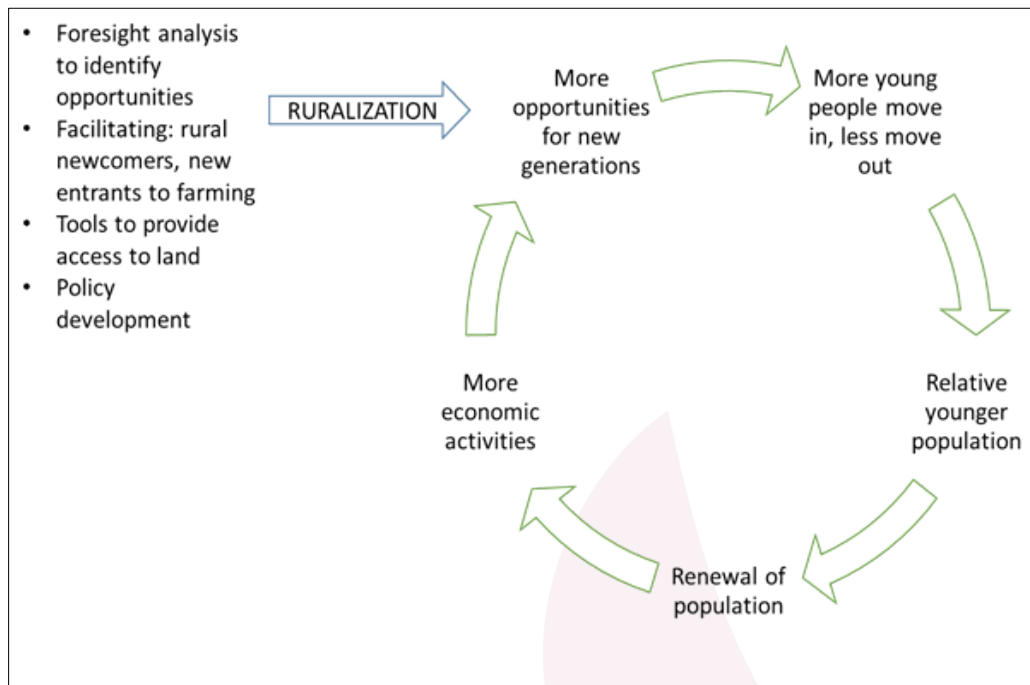 • Foresight analysis
to identify
opportunities
• Facilitating: rural
newcomers, new
entrants to farming
• Tools to provide
access to land
• Policy
development
RURALIZATION
More
opportunities
for new
generations
More young
people move
in, less move
out
Relative
younger
population
Renewal of
population
More
economic
activities